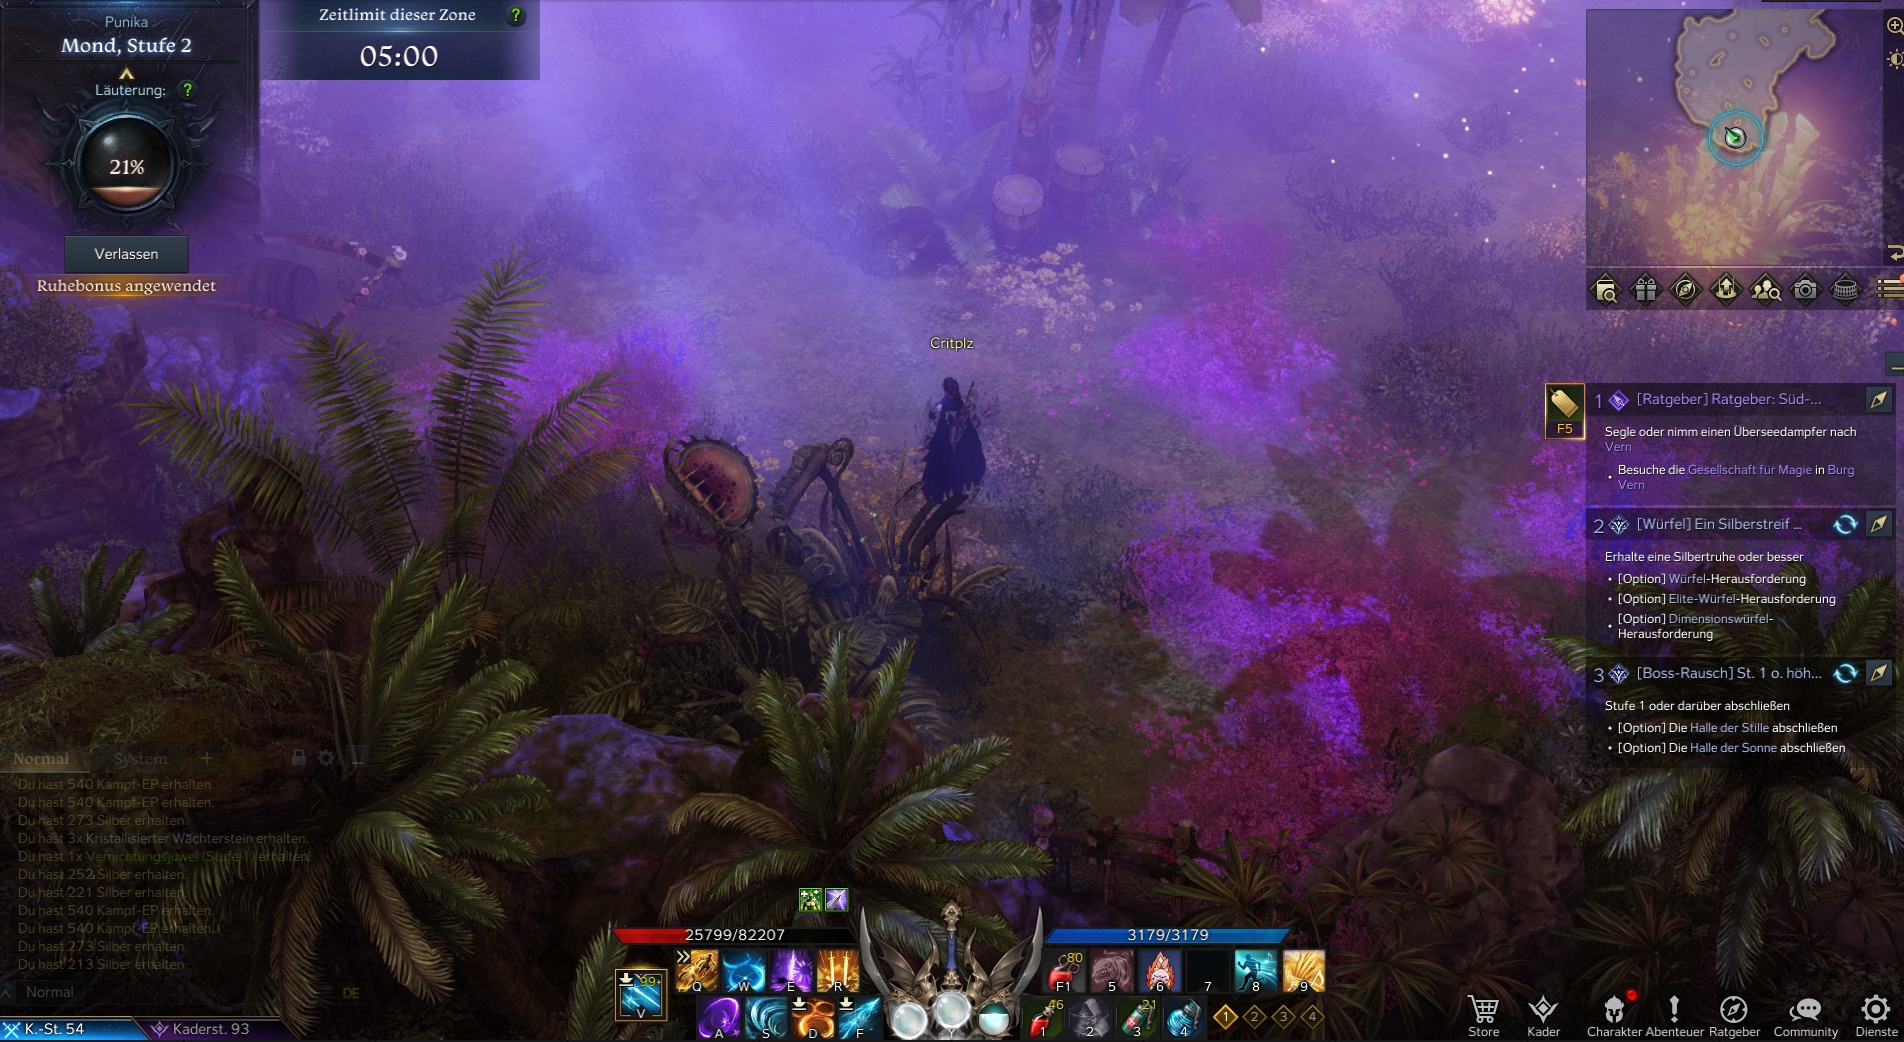 Punika
Mond, Stufe 2
Läuterung: ?
21%
Verlassen
Ruhebonus angewendet
Zeitlimit dieser Zone ?
05:00
Critplz
F5
1 [Ratgeber] Ratgeber: Süd-...
Segle oder nimm einen Überseedampfer nach
Vern
• Besuche die Gesellschaft für Magie in Burg
Vern
2 [Würfel] Ein Silberstreif ...
Erhalte eine Silbertruhe oder besser
• [Option] Würfel-Herausforderung
• [Option] Elite-Würfel-Herausforderung
• [Option] Dimensionswürfel-
Herausforderung
3 [Boss-Rausch] St. 1 o. höh...
Stufe 1 oder darüber abschließen
• [Option] Die Halle der Stille abschließen
• [Option] Die Halle der Sonne abschließen
Normal System +
Du hast 540 Kampf-EP erhalten.
Du hast 540 Kampf-EP erhalten.
Du hast 273 Silber erhalten.
Du hast 3x Kristallisierter Wächterstein erhalten.
Du hast 1x Vernichtungsjuwel (Stufe 1) erhalten.
Du hast 252 Silber erhalten.
Du hast 221 Silber erhalten.
Du hast 540 Kampf-EP erhalten.
Du hast 540 Kampf-EP erhalten.
Du hast 273 Silber erhalten.
Du hast 213 Silber erhalten.
Normal DE
K.-St. 54 Kaderst. 93
25799/82207 3179/3179
99+ V
Q W E R
A S D F
80 F1 5 6 7 8 9
46 1 2 21 3 4
1 2 3 4
Store Kader Charakter Abenteuer Ratgeber Community Dienste